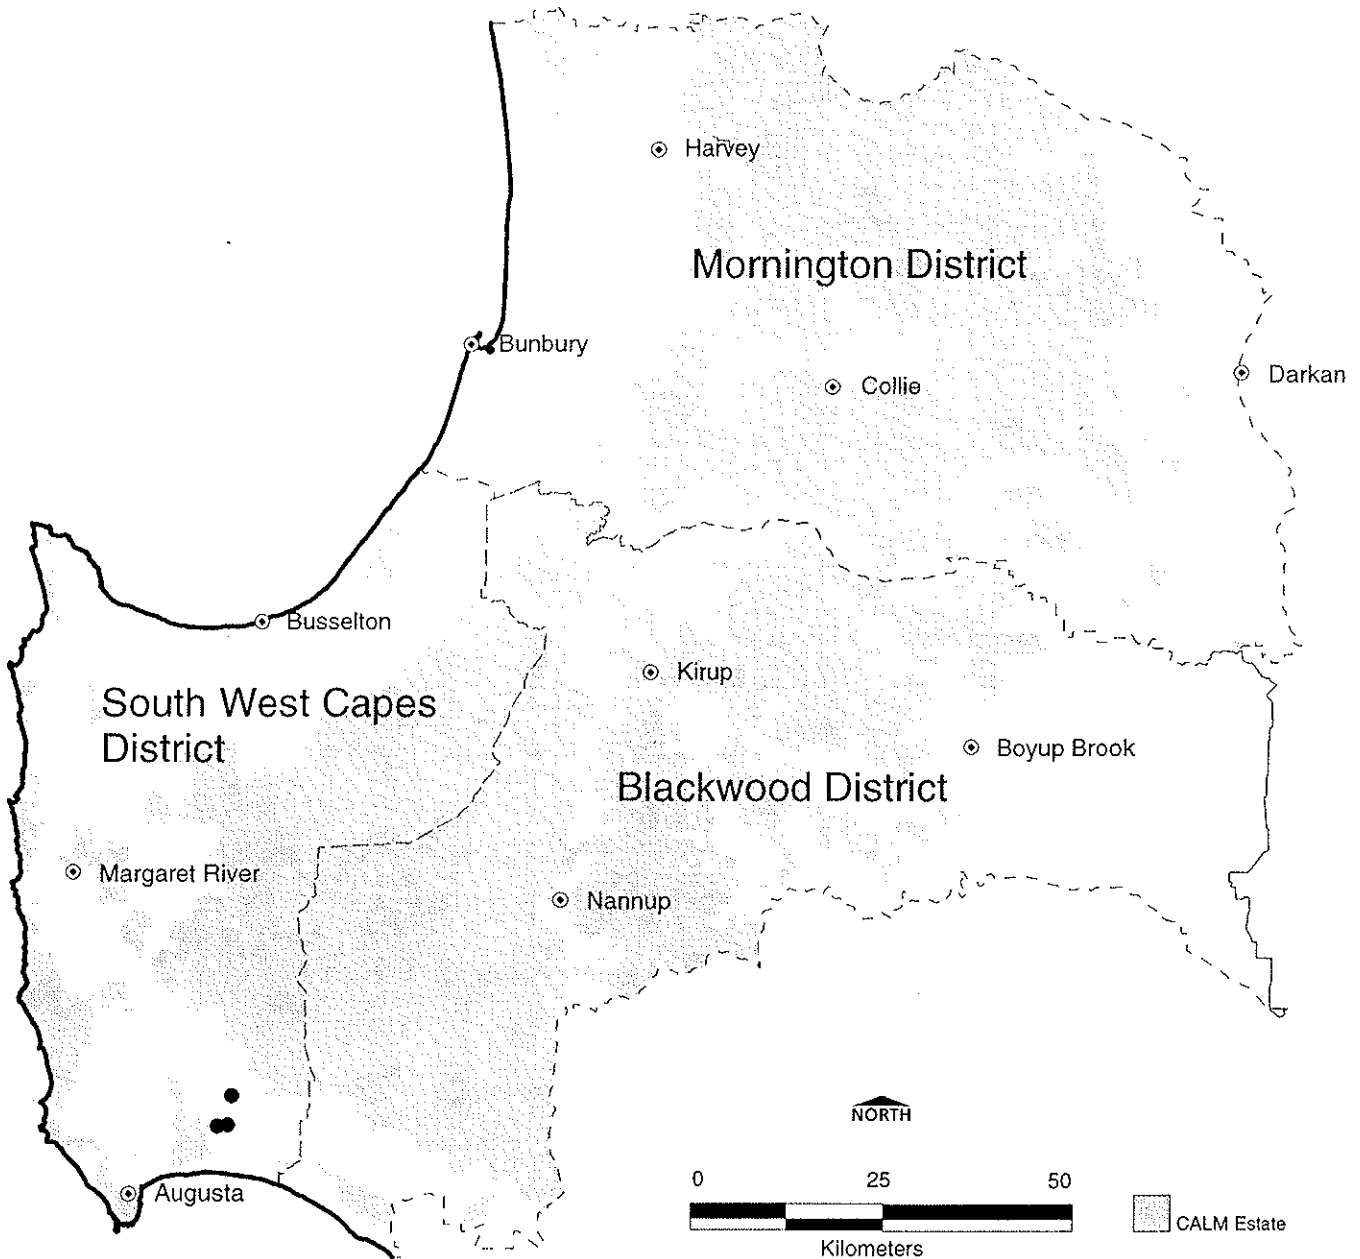 Harvey
Mornington District
Bunbury
Collie
Darkan
Busselton
Kirup
South West Capes
District
Boyup Brook
Blackwood District
Margaret River
Nannup
NORTH
Augusta
0 25 50
Kilometers
CALM Estate